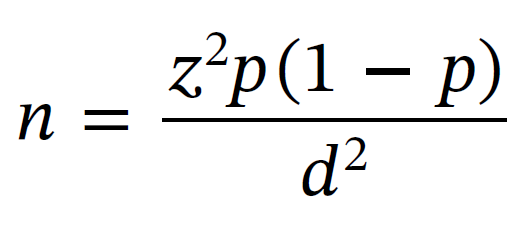 n = z²p(1 − p) / d²